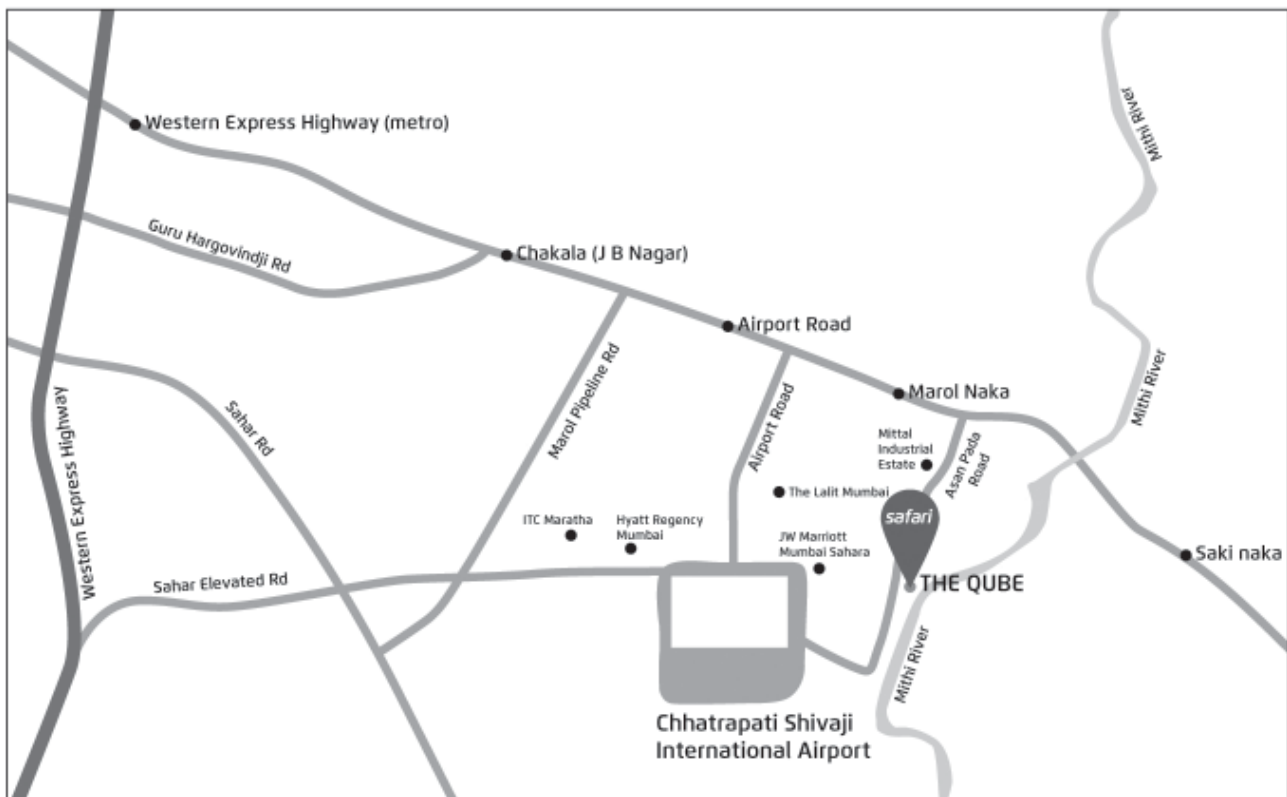 Western Express Highway (metro)
Mithi River
Guru Hargovindji Rd
Chakala (J B Nagar)
Airport Road
Marol Pipeline Rd
Mithi River
Western Express Highway
Sahar Rd
Airport Road
Marol Naka
Mittal
Industrial
Estate
Asan Pada
Road
The Lalit Mumbai
safari
ITC Maratha
Hyatt Regency
Mumbai
JW Marriott
Mumbai Sahara
Saki naka
Sahar Elevated Rd
THE QUBE
Mithi River
Chhatrapati Shivaji
International Airport